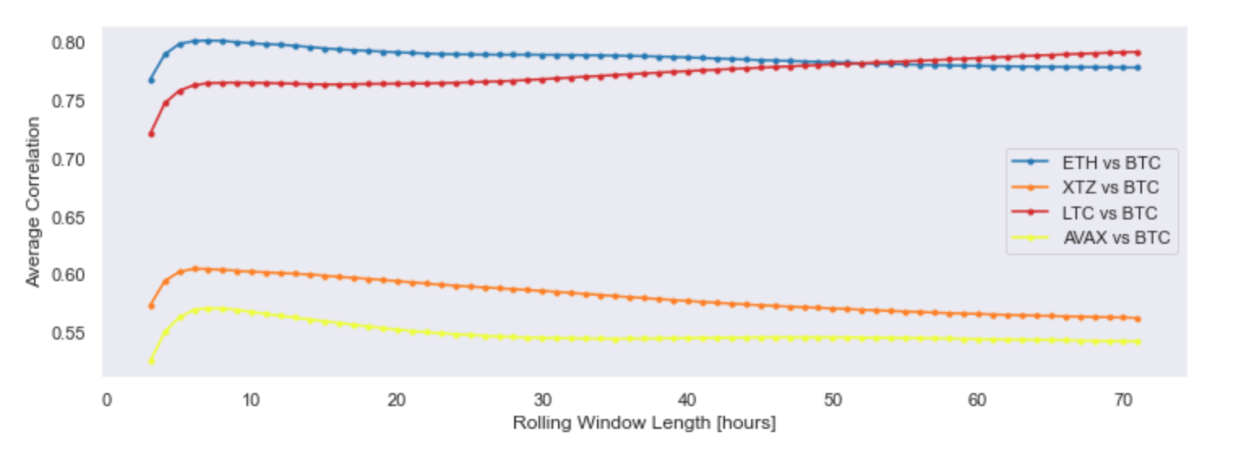 0.80
0.75
0.70
0.65
0.60
0.55
Average Correlation
ETH vs BTC
XTZ vs BTC
LTC vs BTC
AVAX vs BTC
0 10 20 30 40 50 60 70
Rolling Window Length [hours]